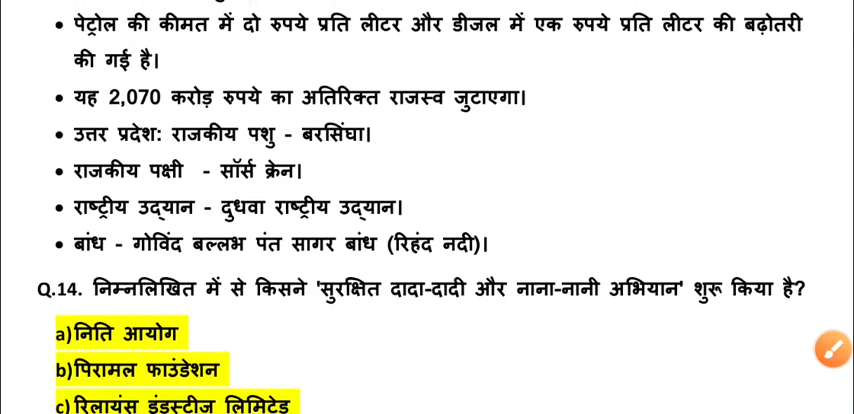 • पेट्रोल की कीमत में दो रुपये प्रति लीटर और डीजल में एक रुपये प्रति लीटर की बढ़ोतरी
की गई है।
• यह 2,070 करोड़ रुपये का अतिरिक्त राजस्व जुटाएगा।
• उत्तर प्रदेश: राजकीय पशु - बरसिंघा।
• राजकीय पक्षी - सॉर्स क्रेन।
• राष्ट्रीय उद्यान - दुधवा राष्ट्रीय उद्यान।
• बांध - गोविंद बल्लभ पंत सागर बांध (रिहंद नदी)।
Q.14. निम्नलिखित में से किसने 'सुरक्षित दादा-दादी और नाना-नानी अभियान' शुरू किया है?
a)निति आयोग
b)पिरामल फाउंडेशन
c) रिलायंस इंडस्टीज लिमिटेड